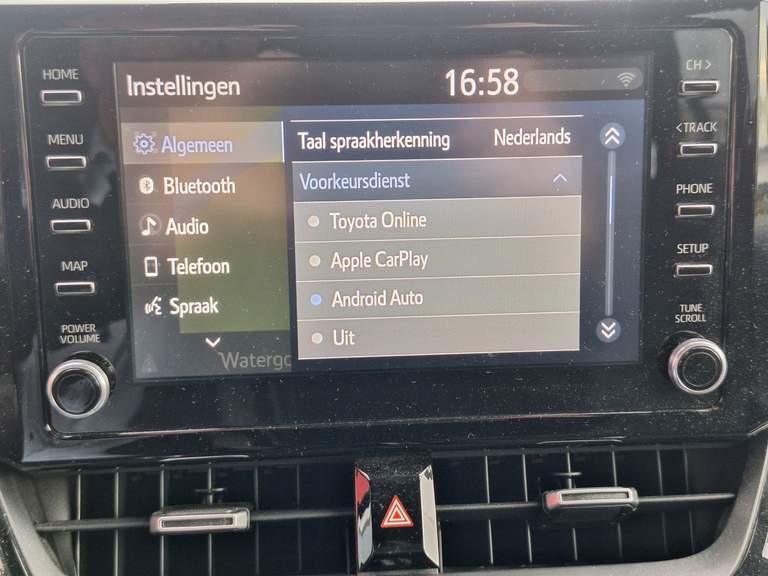 HOME
MENU
AUDIO
MAP
POWER
VOLUME
Instellingen
16:58
Algemeen
Bluetooth
Audio
Telefoon
Spraak
Taal spraakherkenning Nederlands
Voorkeursdienst
Toyota Online
Apple CarPlay
Android Auto
Uit
CH >
< TRACK
PHONE
SETUP
TUNE
SCROLL